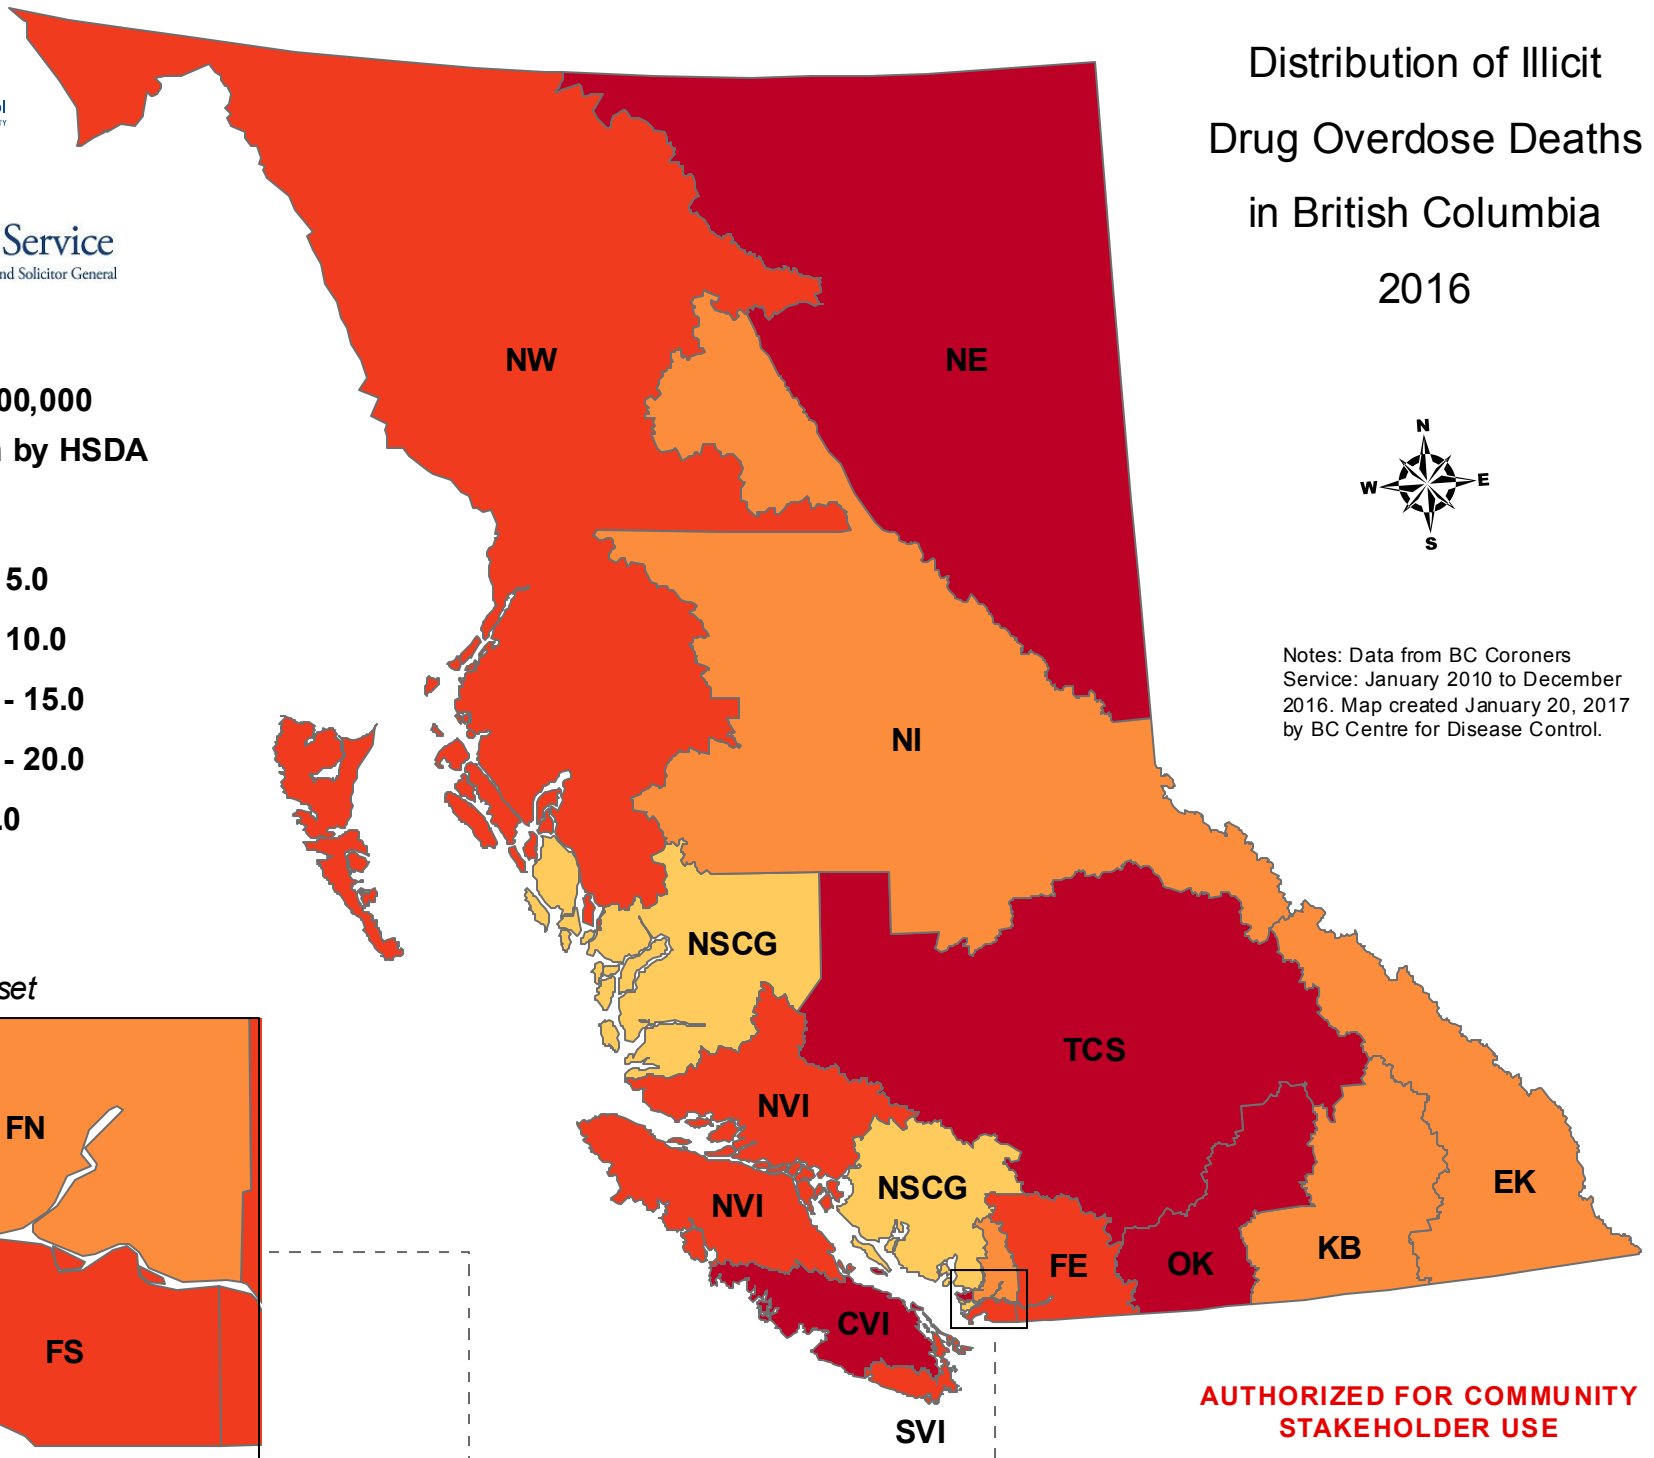 Distribution of Illicit
Drug Overdose Deaths
in British Columbia
2016
Service
nd Solicitor General
00,000
by HSDA
5.0
10.0
- 15.0
- 20.0
.0
set
NW
NE
N
W
E
S
Notes: Data from BC Coroners
Service: January 2010 to December
2016. Map created January 20, 2017
by BC Centre for Disease Control.
NI
NSCG
TCS
NVI
NSCG
NVI
EK
KB
FE
OK
CVI
SVI
FN
FS
AUTHORIZED FOR COMMUNITY
STAKEHOLDER USE